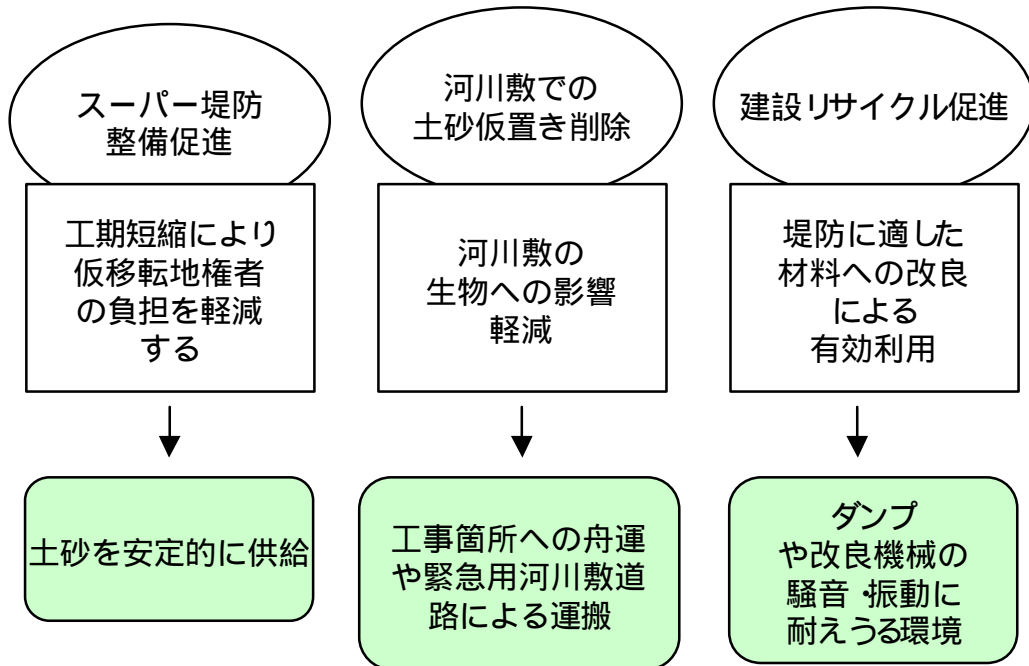 スーパー堤防
整備促進
工期短縮により
仮移転地権者
の負担を軽減
する
土砂を安定的に供給
河川敷での
土砂仮置き削除
河川敷の
生物への影響
軽減
工事箇所への舟運
や緊急用河川敷道
路による運搬
建設リサイクル促進
堤防に適した
材料への改良
による
有効利用
ダンプ
や改良機械の
騒音・振動に
耐えうる環境